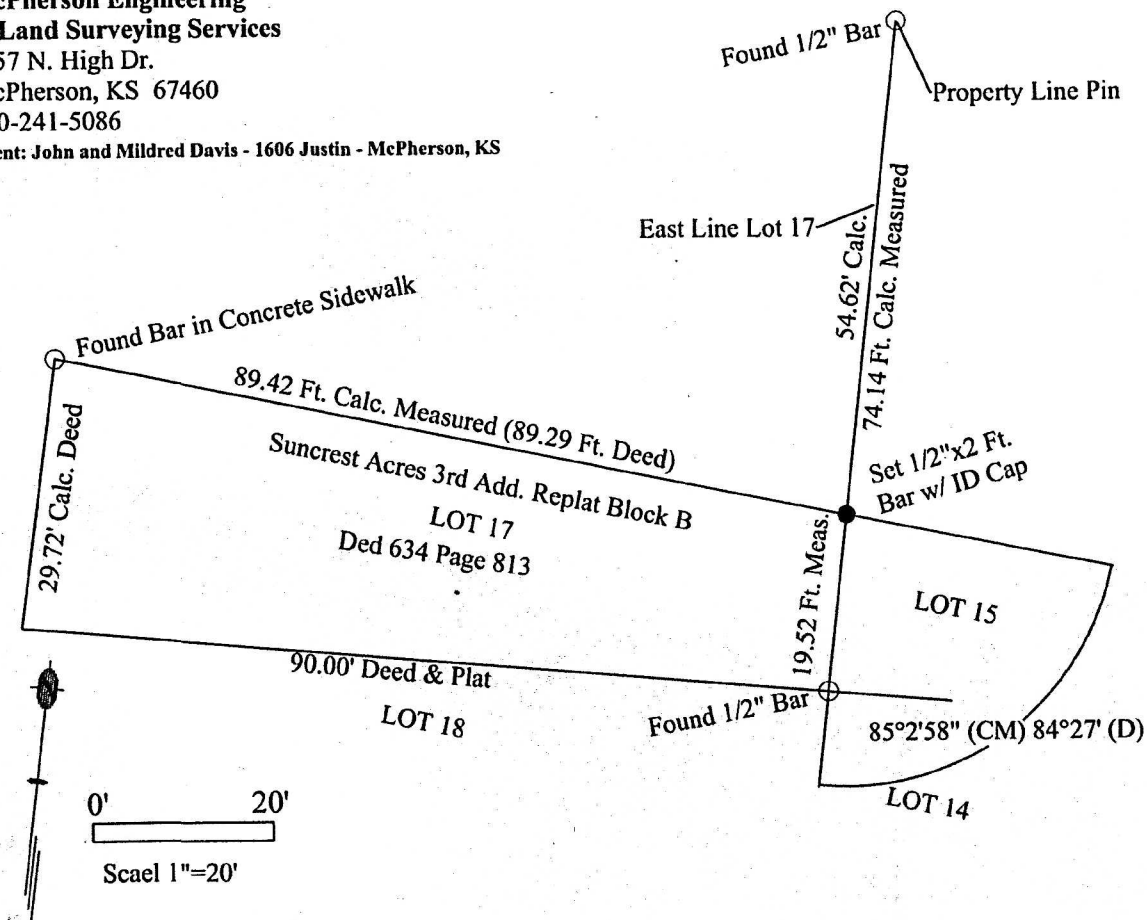 Land Surveying Services
57 N. High Dr.
cPherson, KS 67460
0-241-5086
ent: John and Mildred Davis - 1606 Justin - McPherson, KS
Found 1/2" Bar
Property Line Pin
East Line Lot 17
54.62' Calc.
74.14 Ft. Calc. Measured
Found Bar in Concrete Sidewalk
89.42 Ft. Calc. Measured (89.29 Ft. Deed)
29.72' Calc. Deed
Suncrest Acres 3rd Add. Replat Block B
LOT 17
Ded 634 Page 813
Set 1/2"x2 Ft.
Bar w/ ID Cap
19.52 Ft. Meas.
LOT 15
90.00' Deed & Plat
LOT 18
Found 1/2" Bar
85°2'58" (CM) 84°27' (D)
LOT 14
0' 20'
Scael 1"=20'